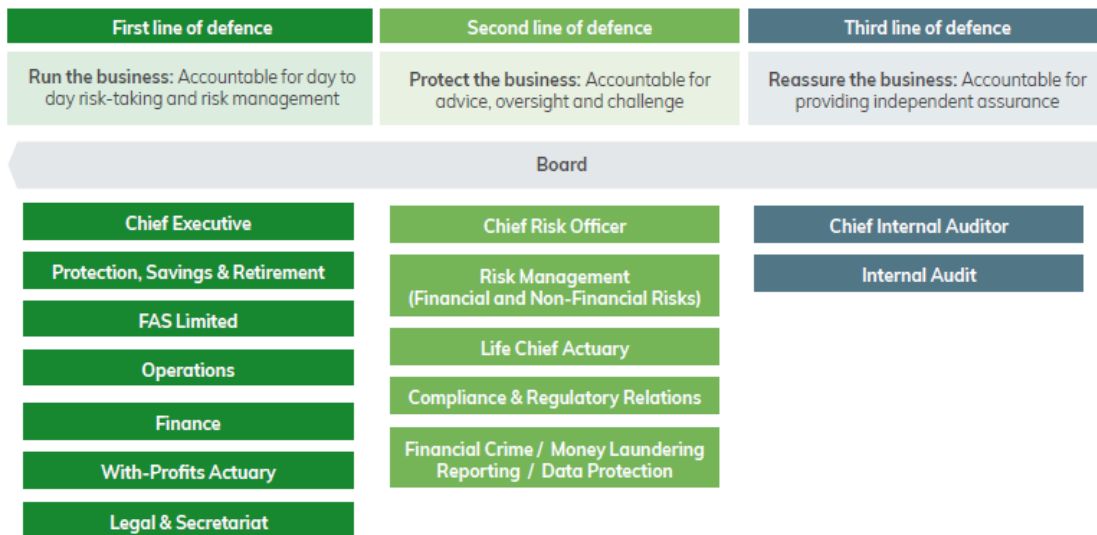 First line of defence
Second line of defence
Third line of defence
Run the business: Accountable for day to
day risk-taking and risk management
Protect the business: Accountable for
advice, oversight and challenge
Reassure the business: Accountable for
providing independent assurance
Board
Chief Executive
Protection, Savings & Retirement
FAS Limited
Operations
Finance
With-Profits Actuary
Legal & Secretariat
Chief Risk Officer
Risk Management
(Financial and Non-Financial Risks)
Life Chief Actuary
Compliance & Regulatory Relations
Financial Crime / Money Laundering
Reporting / Data Protection
Chief Internal Auditor
Internal Audit